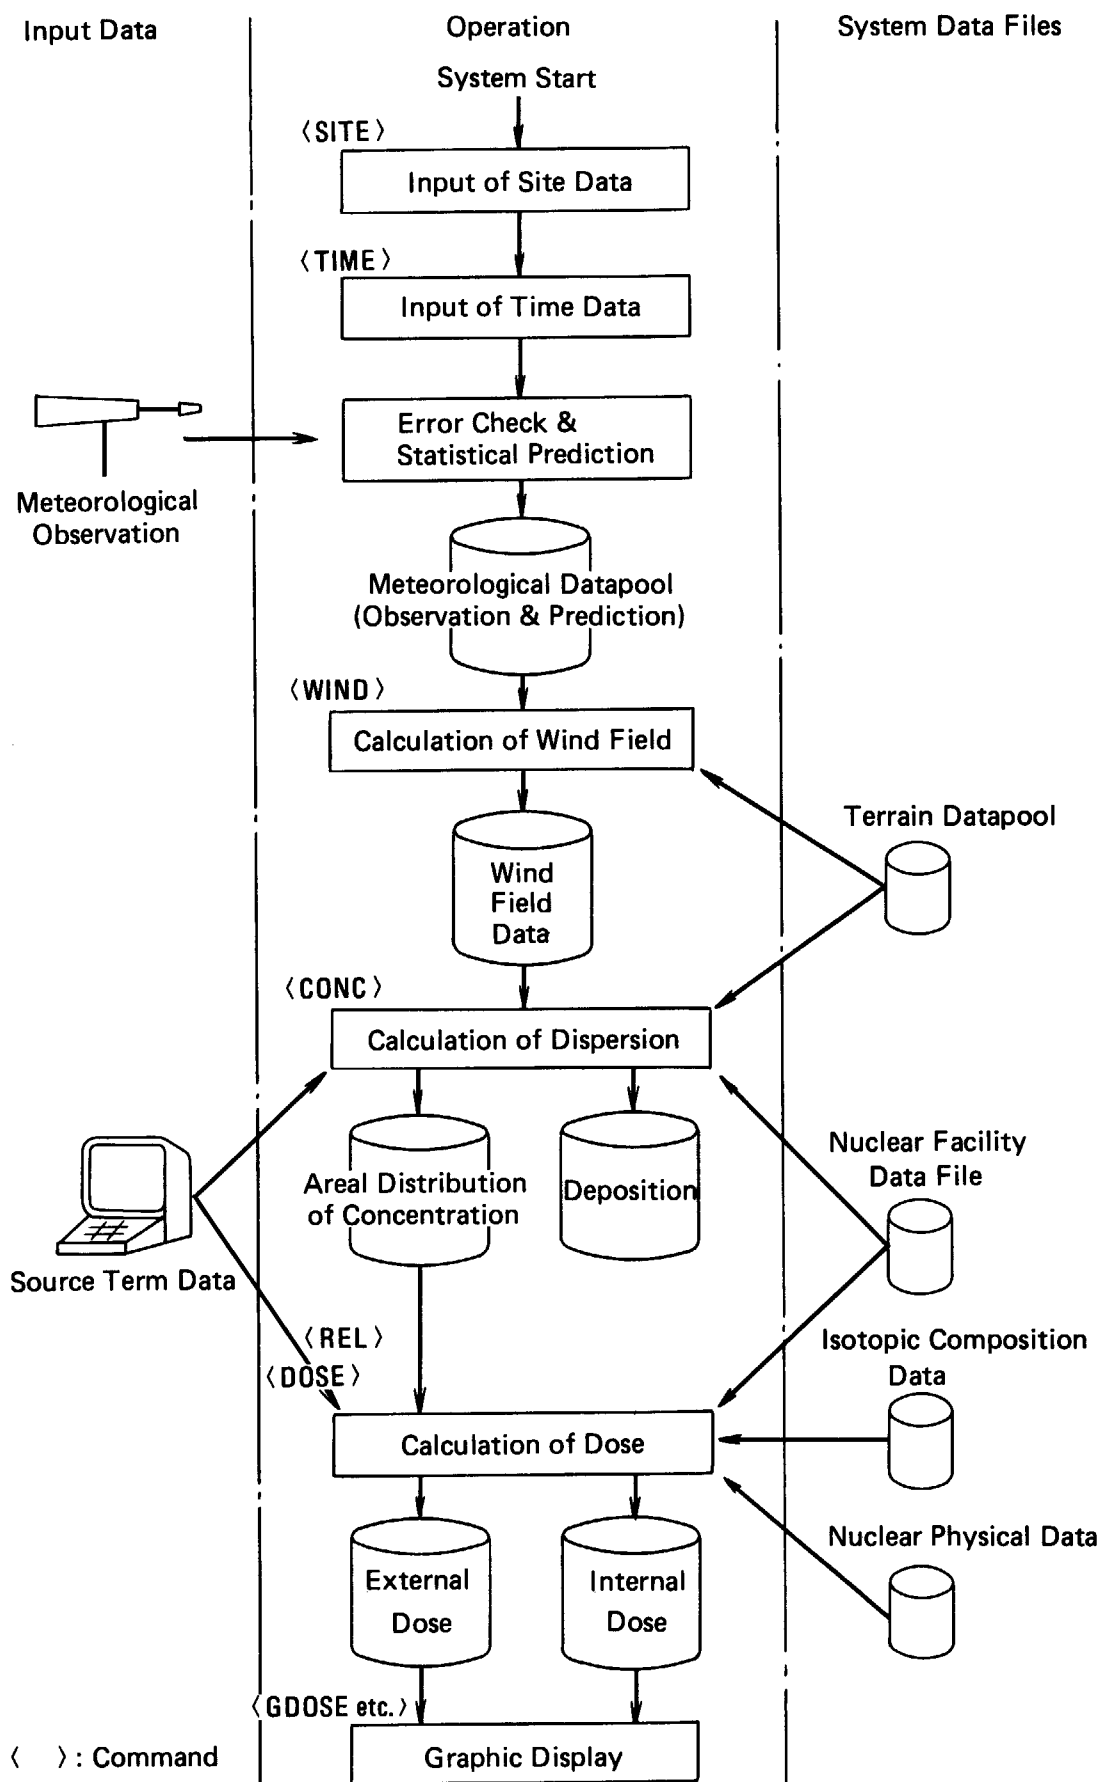 Input Data
Operation
System Data Files
System Start
〈SITE〉
Input of Site Data
〈TIME〉
Input of Time Data
Error Check &
Statistical Prediction
Meteorological
Observation
Meteorological Datapool
(Observation & Prediction)
〈WIND〉
Calculation of Wind Field
Terrain Datapool
Wind
Field
Data
〈CONC〉
Calculation of Dispersion
Nuclear Facility
Data File
Areal Distribution
of Concentration
Deposition
Source Term Data
〈REL〉
〈DOSE〉
Isotopic Composition
Data
Calculation of Dose
Nuclear Physical Data
External
Dose
Internal
Dose
〈GDOSE etc.〉
Graphic Display
〈 〉: Command